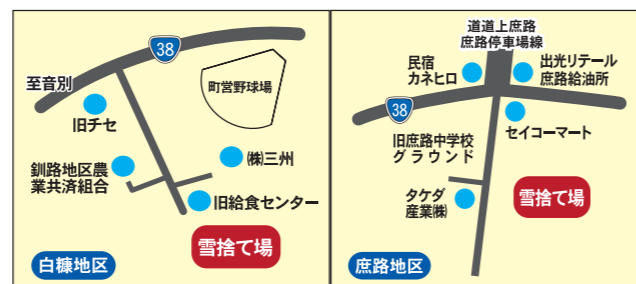 38
至音別
旧チセ
町営野球場
釧路地区農
業共済組合
㈱三州
旧給食センター
雪捨て場
白糠地区
道道上庶路
庶路停車場線
民宿
カネヒロ
出光リテール
庶路給油所
38
セイコーマート
旧庶路中学校
グラウンド
タケダ
産業㈱
雪捨て場
庶路地区